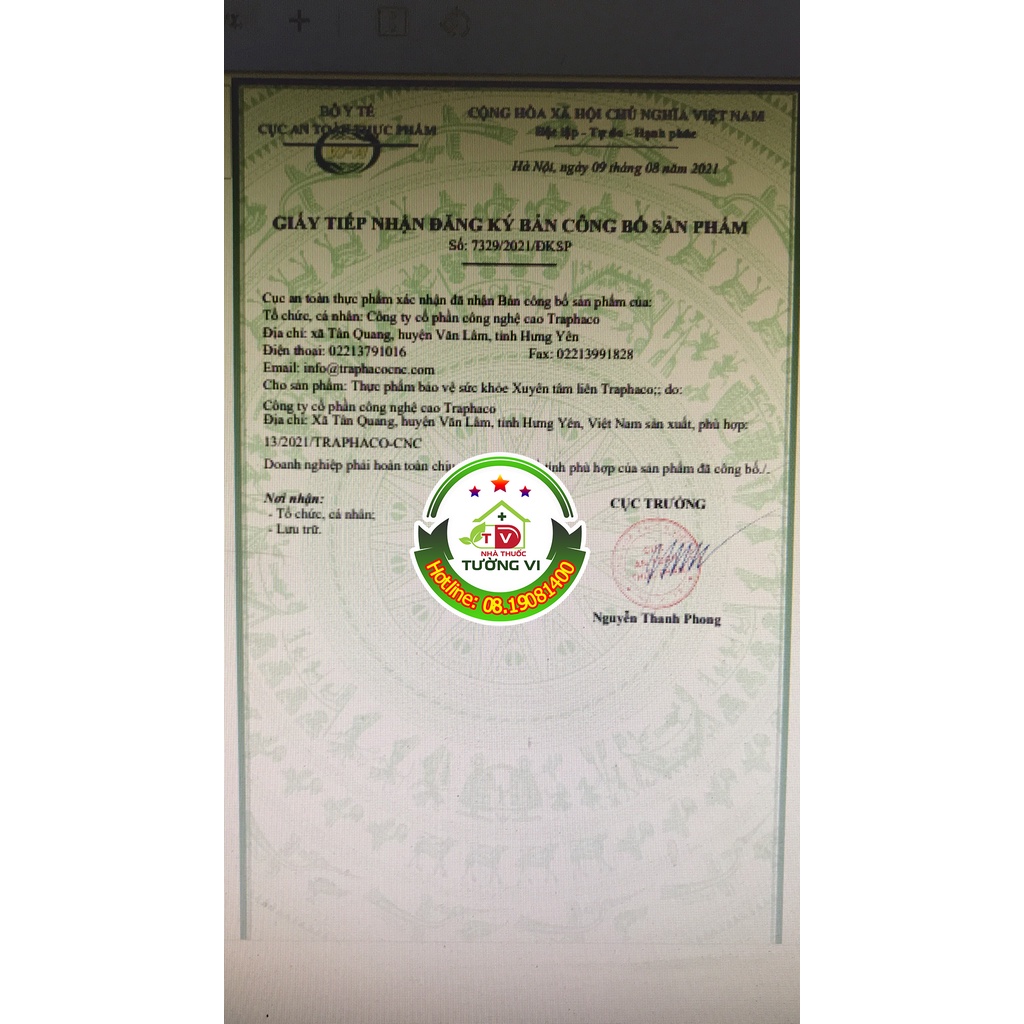 BỘ Y TẾ
CỤC AN TOÀN THỰC PHẨM
CỘNG HÒA XÃ HỘI CHỦ NGHĨA VIỆT NAM
Độc lập - Tự do - Hạnh phúc
Hà Nội, ngày 09 tháng 08 năm 2021
GIẤY TIẾP NHẬN ĐĂNG KÝ BẢN CÔNG BỐ SẢN PHẨM
Số: 7329/2021/ĐKSP
Cục an toàn thực phẩm xác nhận đã nhận Bản công bố sản phẩm của:
Tổ chức, cá nhân: Công ty cổ phần công nghệ cao Traphaco
Địa chỉ: xã Tân Quang, huyện Văn Lâm, tỉnh Hưng Yên
Điện thoại: 02213791016 Fax: 02213991828
Email: info@traphacocnc.com
Cho sản phẩm: Thực phẩm bảo vệ sức khỏe Xuyên tâm liên Traphaco;; do:
Công ty cổ phần công nghệ cao Traphaco
Địa chỉ: Xã Tân Quang, huyện Văn Lâm, tỉnh Hưng Yên, Việt Nam sản xuất, phù hợp:
13/2021/TRAPHACO-CNC
Doanh nghiệp phải hoàn toàn tính phù hợp của sản phẩm đã công bố./.
Nơi nhận:
- Tổ chức, cá nhân;
- Lưu trữ.
CỤC TRƯỞNG
Nguyễn Thanh Phong
TV
NHÀ THUỐC
TƯỜNG VI
Hotline: 08.19081400